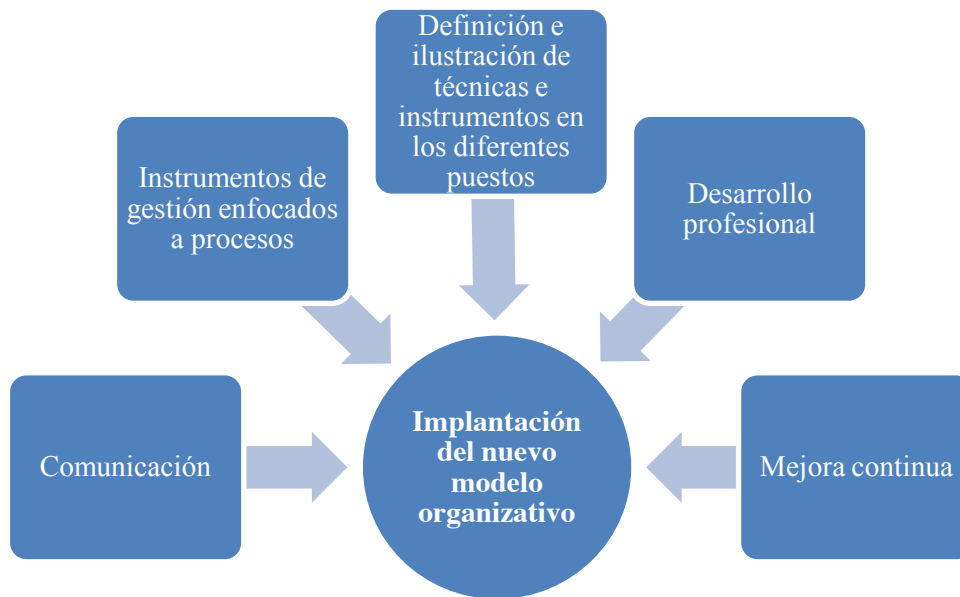 Definición e
ilustración de
técnicas e
instrumentos en
los diferentes
puestos
Instrumentos de
gestión enfocados
a procesos
Desarrollo
profesional
Comunicación
Implantación
del nuevo
modelo
organizativo
Mejora continua